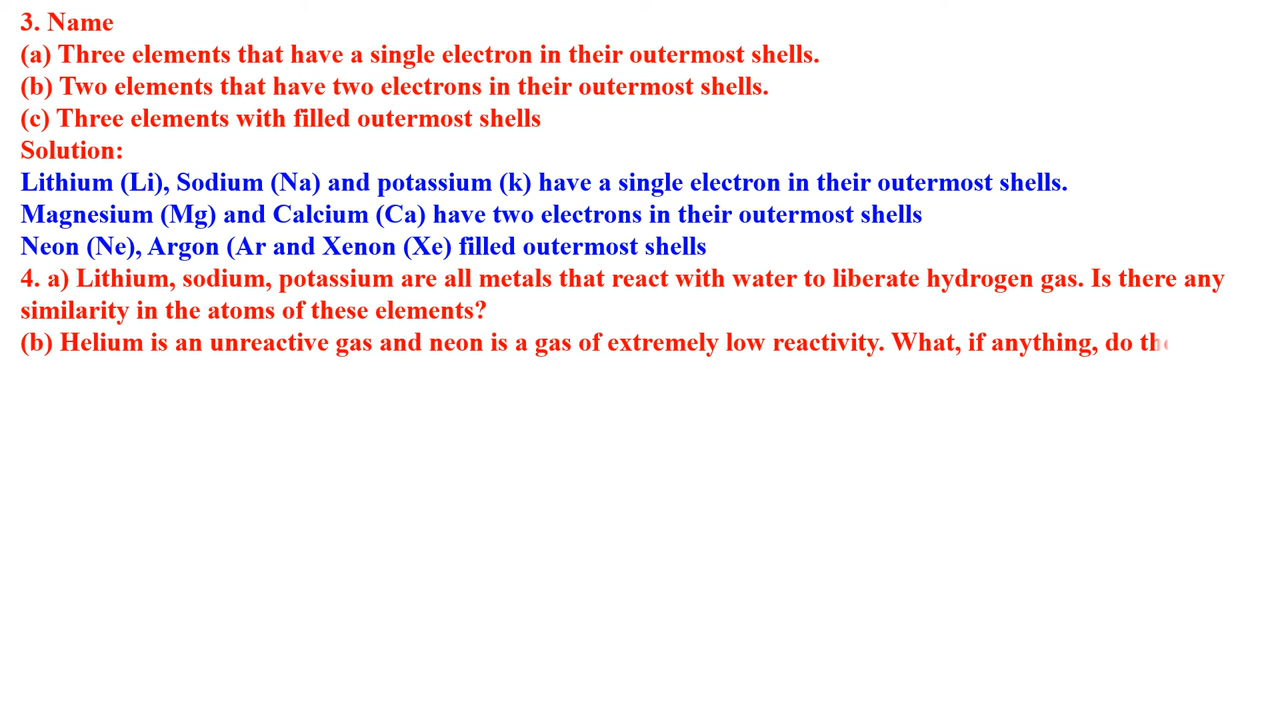 3. Name
(a) Three elements that have a single electron in their outermost shells.
(b) Two elements that have two electrons in their outermost shells.
(c) Three elements with filled outermost shells
Solution:
Lithium (Li), Sodium (Na) and potassium (k) have a single electron in their outermost shells.
Magnesium (Mg) and Calcium (Ca) have two electrons in their outermost shells
Neon (Ne), Argon (Ar and Xenon (Xe) filled outermost shells
4. a) Lithium, sodium, potassium are all metals that react with water to liberate hydrogen gas. Is there any
similarity in the atoms of these elements?
(b) Helium is an unreactive gas and neon is a gas of extremely low reactivity. What, if anything, do